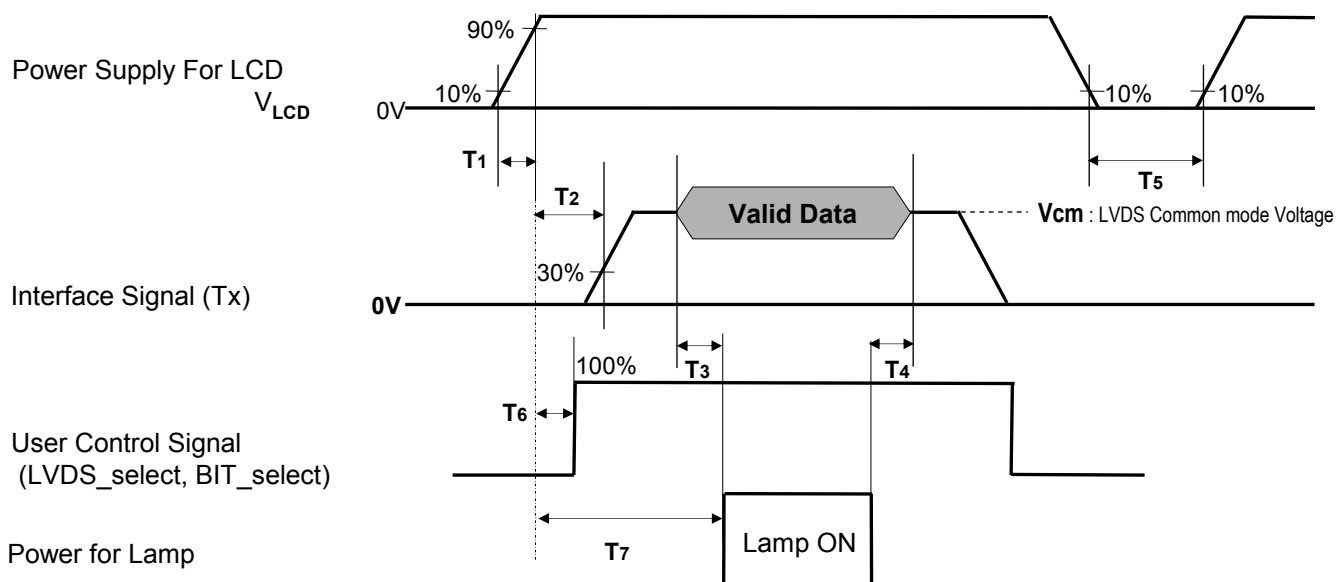 90%
Power Supply For LCD
VLCD
10%
10%
10%
0V
T1
T2
T5
Valid Data
Vcm : LVDS Common mode Voltage
30%
Interface Signal (Tx)
0V
100%
T3
T4
T6
User Control Signal
(LVDS_select, BIT_select)
T7
Lamp ON
Power for Lamp